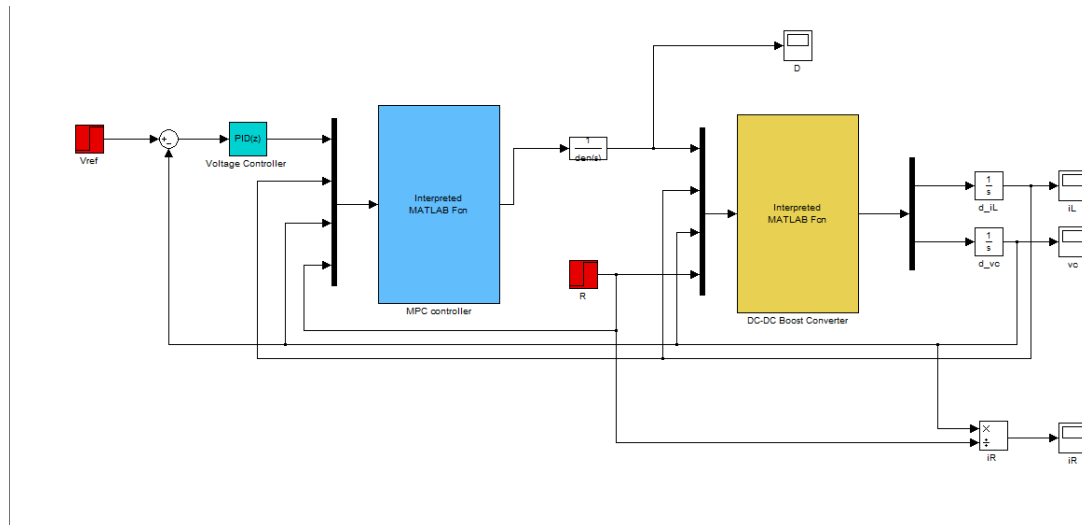 D
Vref
+
-
PID(z)
Voltage Controller
Interpreted
MATLAB Fcn
MPC controller
1
den(s)
R
Interpreted
MATLAB Fcn
DC-DC Boost Converter
1
s
d_iL
iL
1
s
d_vc
vc
×
÷
iR
iR